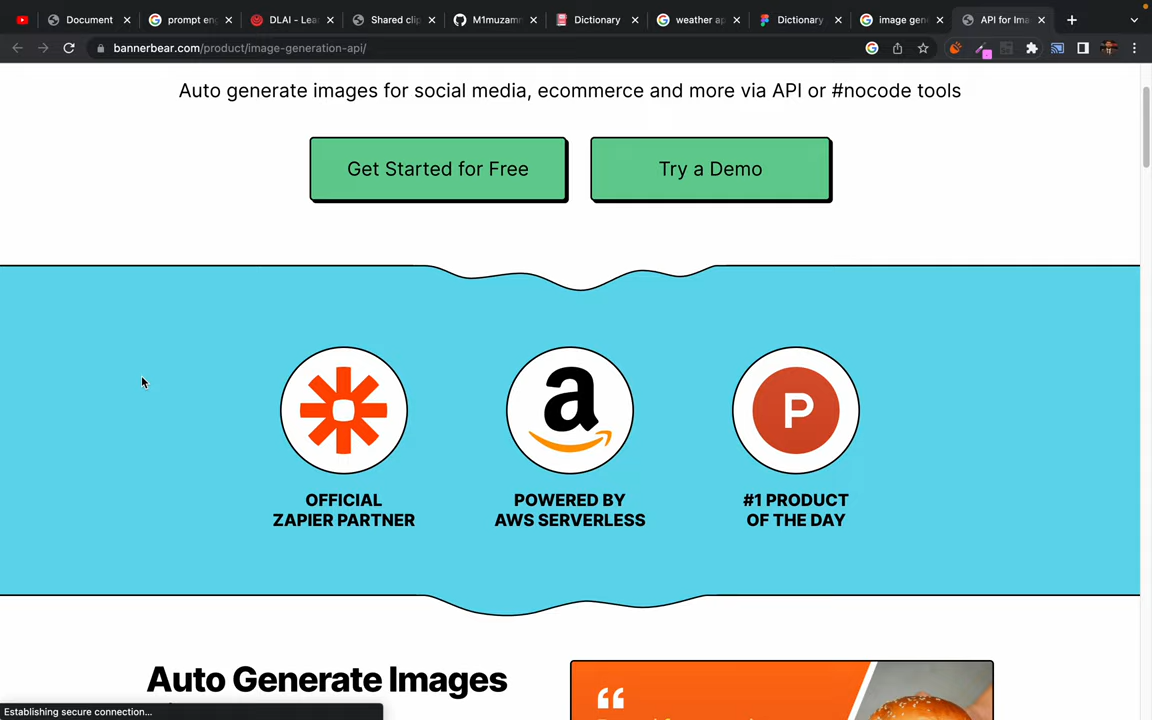 Document
prompt eng
DLAI - Lea
Shared clip
M1muzamm
Dictionary
weather ap
Dictionary
image gen
API for Ima
bannerbear.com/product/image-generation-api/
Auto generate images for social media, ecommerce and more via API or #nocode tools
Get Started for Free
Try a Demo
a
P
OFFICIAL
ZAPIER PARTNER
POWERED BY
AWS SERVERLESS
#1 PRODUCT
OF THE DAY
Auto Generate Images
Establishing secure connection...